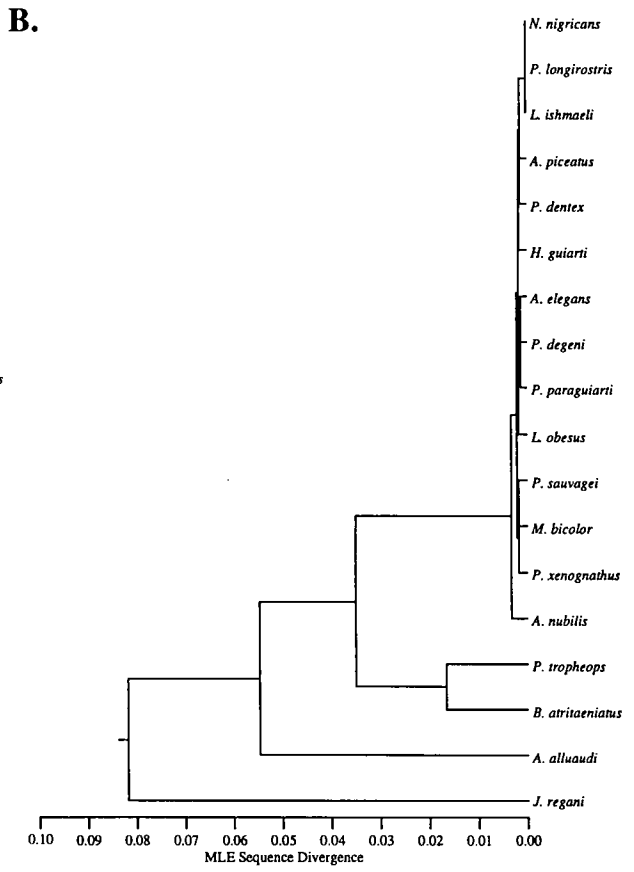 B.
N. nigricans
P. longirostris
L. ishmaeli
A. piceatus
P. dentex
H. guiarti
A. elegans
P. degeni
s
P. paraguiarti
L. obesus
P. sauvagei
M. bicolor
P. xenognathus
A. nubilis
P. tropheops
B. atritaeniatus
A. alluaudi
J. regani
0.10 0.09 0.08 0.07 0.06 0.05 0.04 0.03 0.02 0.01 0.00
MLE Sequence Divergence